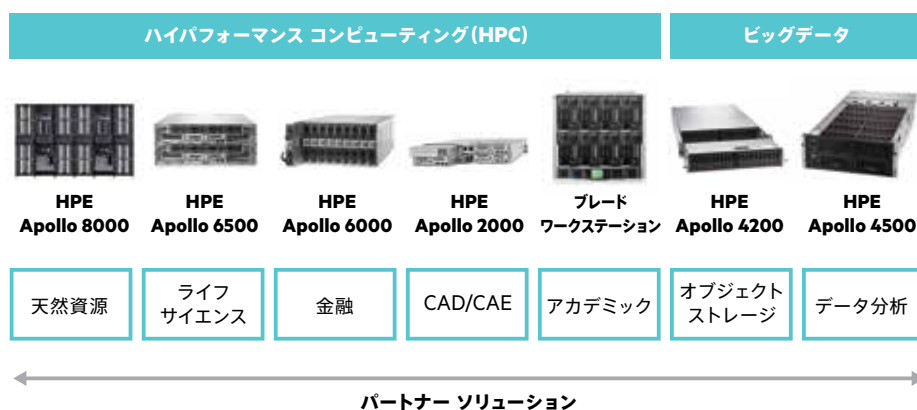 ハイパフォーマンス コンピューティング(HPC)
ビッグデータ
HPE
Apollo 8000
HPE
Apollo 6500
HPE
Apollo 6000
HPE
Apollo 2000
ブレード
ワークステーション
HPE
Apollo 4200
HPE
Apollo 4500
天然資源
ライフ
サイエンス
金融
CAD/CAE
アカデミック
オブジェクト
ストレージ
データ分析
パートナー ソリューション